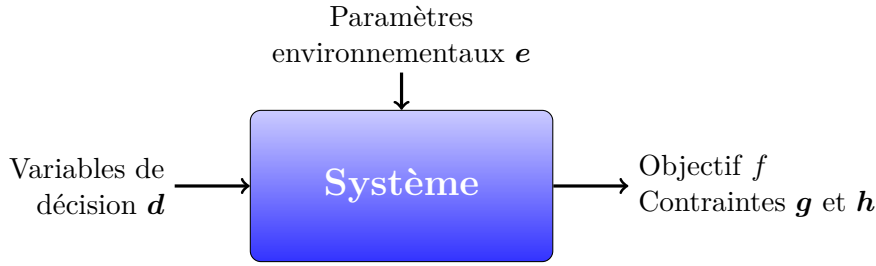 Paramètres
environnementaux e
Variables de
décision d
Système
Objectif f
Contraintes g et h